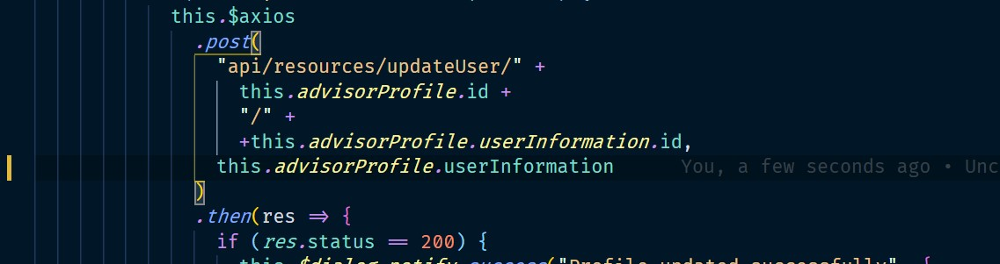 this.$axios
.post(
"api/resources/updateUser/" +
this.advisorProfile.id +
"/" +
+this.advisorProfile.userInformation.id,
this.advisorProfile.userInformation You, a few seconds ago • Unc
)
.then(res => {
if (res.status == 200) {
this.$dialog.notify.success("Profile updated successfully", {